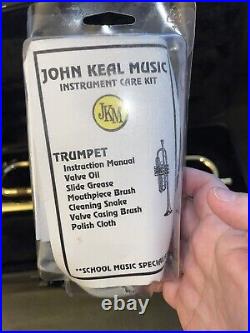 JOHN KEAL MUSIC
INSTRUMENT CARE KIT
JKM
TRUMPET
Instruction Manual
Valve Oil
Slide Grease
Mouthpiece Brush
Cleaning Snake
Valve Casing Brush
Polish Cloth
**SCHOOL MUSIC